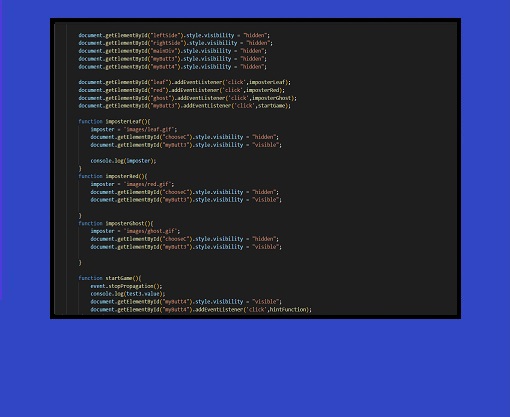 document.getElementById("leftSide").style.visibility = "hidden";
document.getElementById("rightSide").style.visibility = "hidden";
document.getElementById("mainDiv").style.visibility = "hidden";
document.getElementById("myButt3").style.visibility = "hidden";
document.getElementById("myButt4").style.visibility = "hidden";
document.getElementById("leaf").addEventListener('click',imposterLeaf);
document.getElementById("red").addEventListener('click',imposterRed);
document.getElementById("ghost").addEventListener('click',imposterGhost);
document.getElementById("myButt3").addEventListener('click',startGame);
function imposterLeaf(){
imposter = 'images/leaf.gif';
document.getElementById("chooseC").style.visibility = "hidden";
document.getElementById("myButt3").style.visibility = "visible";
console.log(imposter);
}
function imposterRed(){
imposter = 'images/red.gif';
document.getElementById("chooseC").style.visibility = "hidden";
document.getElementById("myButt3").style.visibility = "visible";
}
function imposterGhost(){
imposter = 'images/ghost.gif';
document.getElementById("chooseC").style.visibility = "hidden";
document.getElementById("myButt3").style.visibility = "visible";
}
function startGame(){
event.stopPropagation();
console.log(test3.value);
document.getElementById("myButt4").style.visibility = "visible";
document.getElementById("myButt4").addEventListener('click',hintFunction);